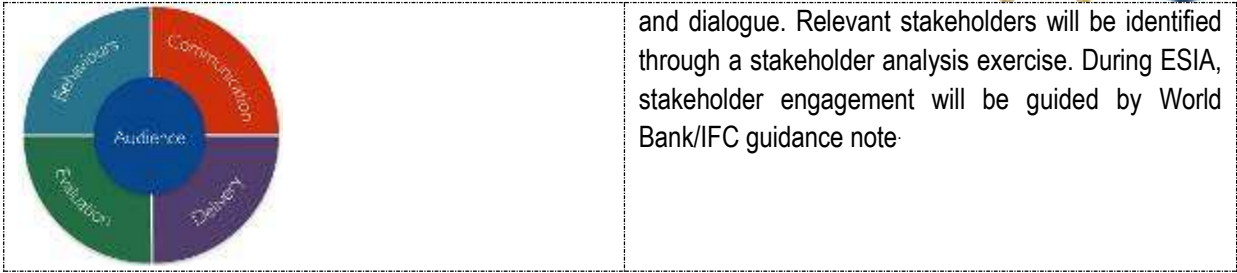 Behaviours
Communication
Audience
Evaluation
Delivery
and dialogue. Relevant stakeholders will be identified
through a stakeholder analysis exercise. During ESIA,
stakeholder engagement will be guided by World
Bank/IFC guidance note.